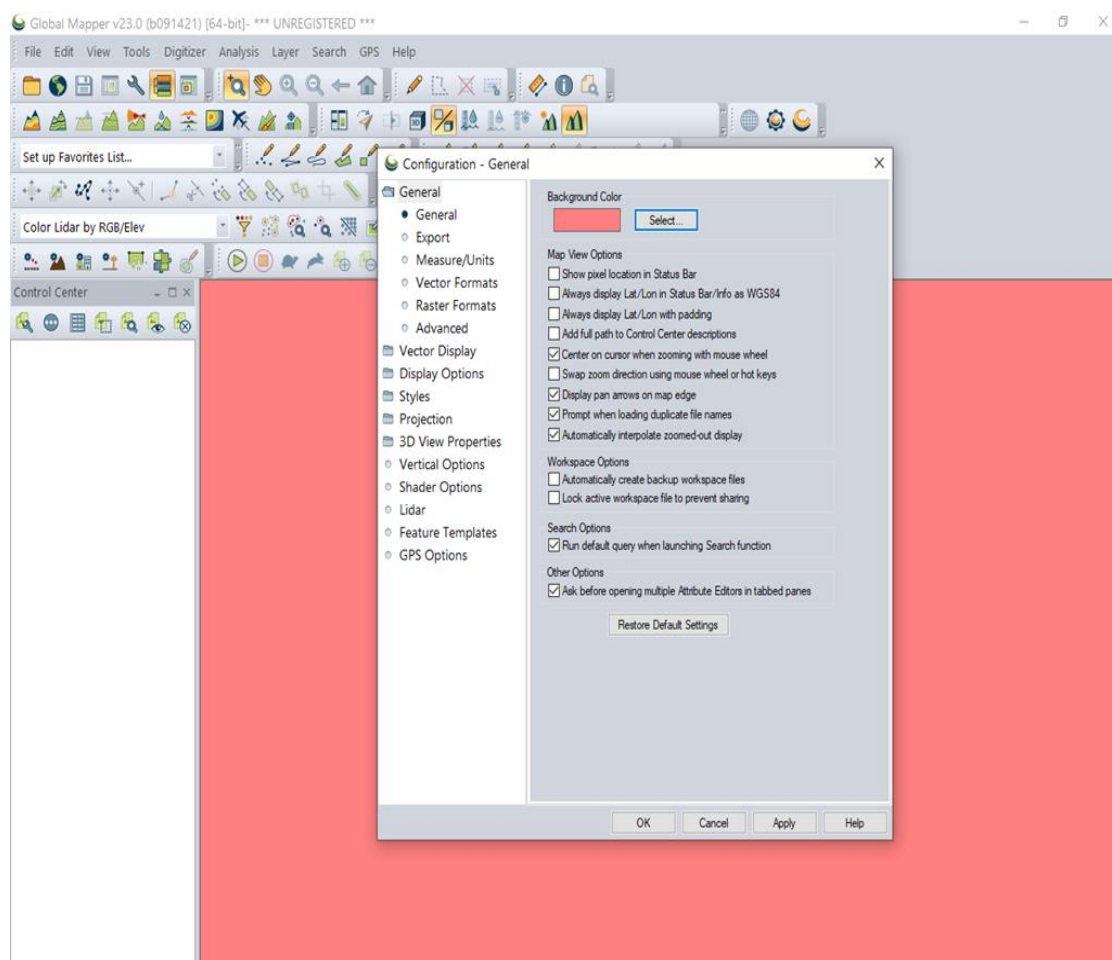 Global Mapper v23.0 (b091421) [64-bit]- *** UNREGISTERED ***
File Edit View Tools Digitizer Analysis Layer Search GPS Help
Set up Favorites List...
Color Lidar by RGB/Elev
Control Center
Configuration - General
General
General
Export
Measure/Units
Vector Formats
Raster Formats
Advanced
Vector Display
Display Options
Styles
Projection
3D View Properties
Vertical Options
Shader Options
Lidar
Feature Templates
GPS Options
Background Color
Select...
Map View Options
Show pixel location in Status Bar
Always display Lat/Lon in Status Bar/Info as WGS84
Always display Lat/Lon with padding
Add full path to Control Center descriptions
Center on cursor when zooming with mouse wheel
Swap zoom direction using mouse wheel or hot keys
Display pan arrows on map edge
Prompt when loading duplicate file names
Automatically interpolate zoomed-out display
Workspace Options
Automatically create backup workspace files
Lock active workspace file to prevent sharing
Search Options
Run default query when launching Search function
Other Options
Ask before opening multiple Attribute Editors in tabbed panes
Restore Default Settings
OK Cancel Apply Help